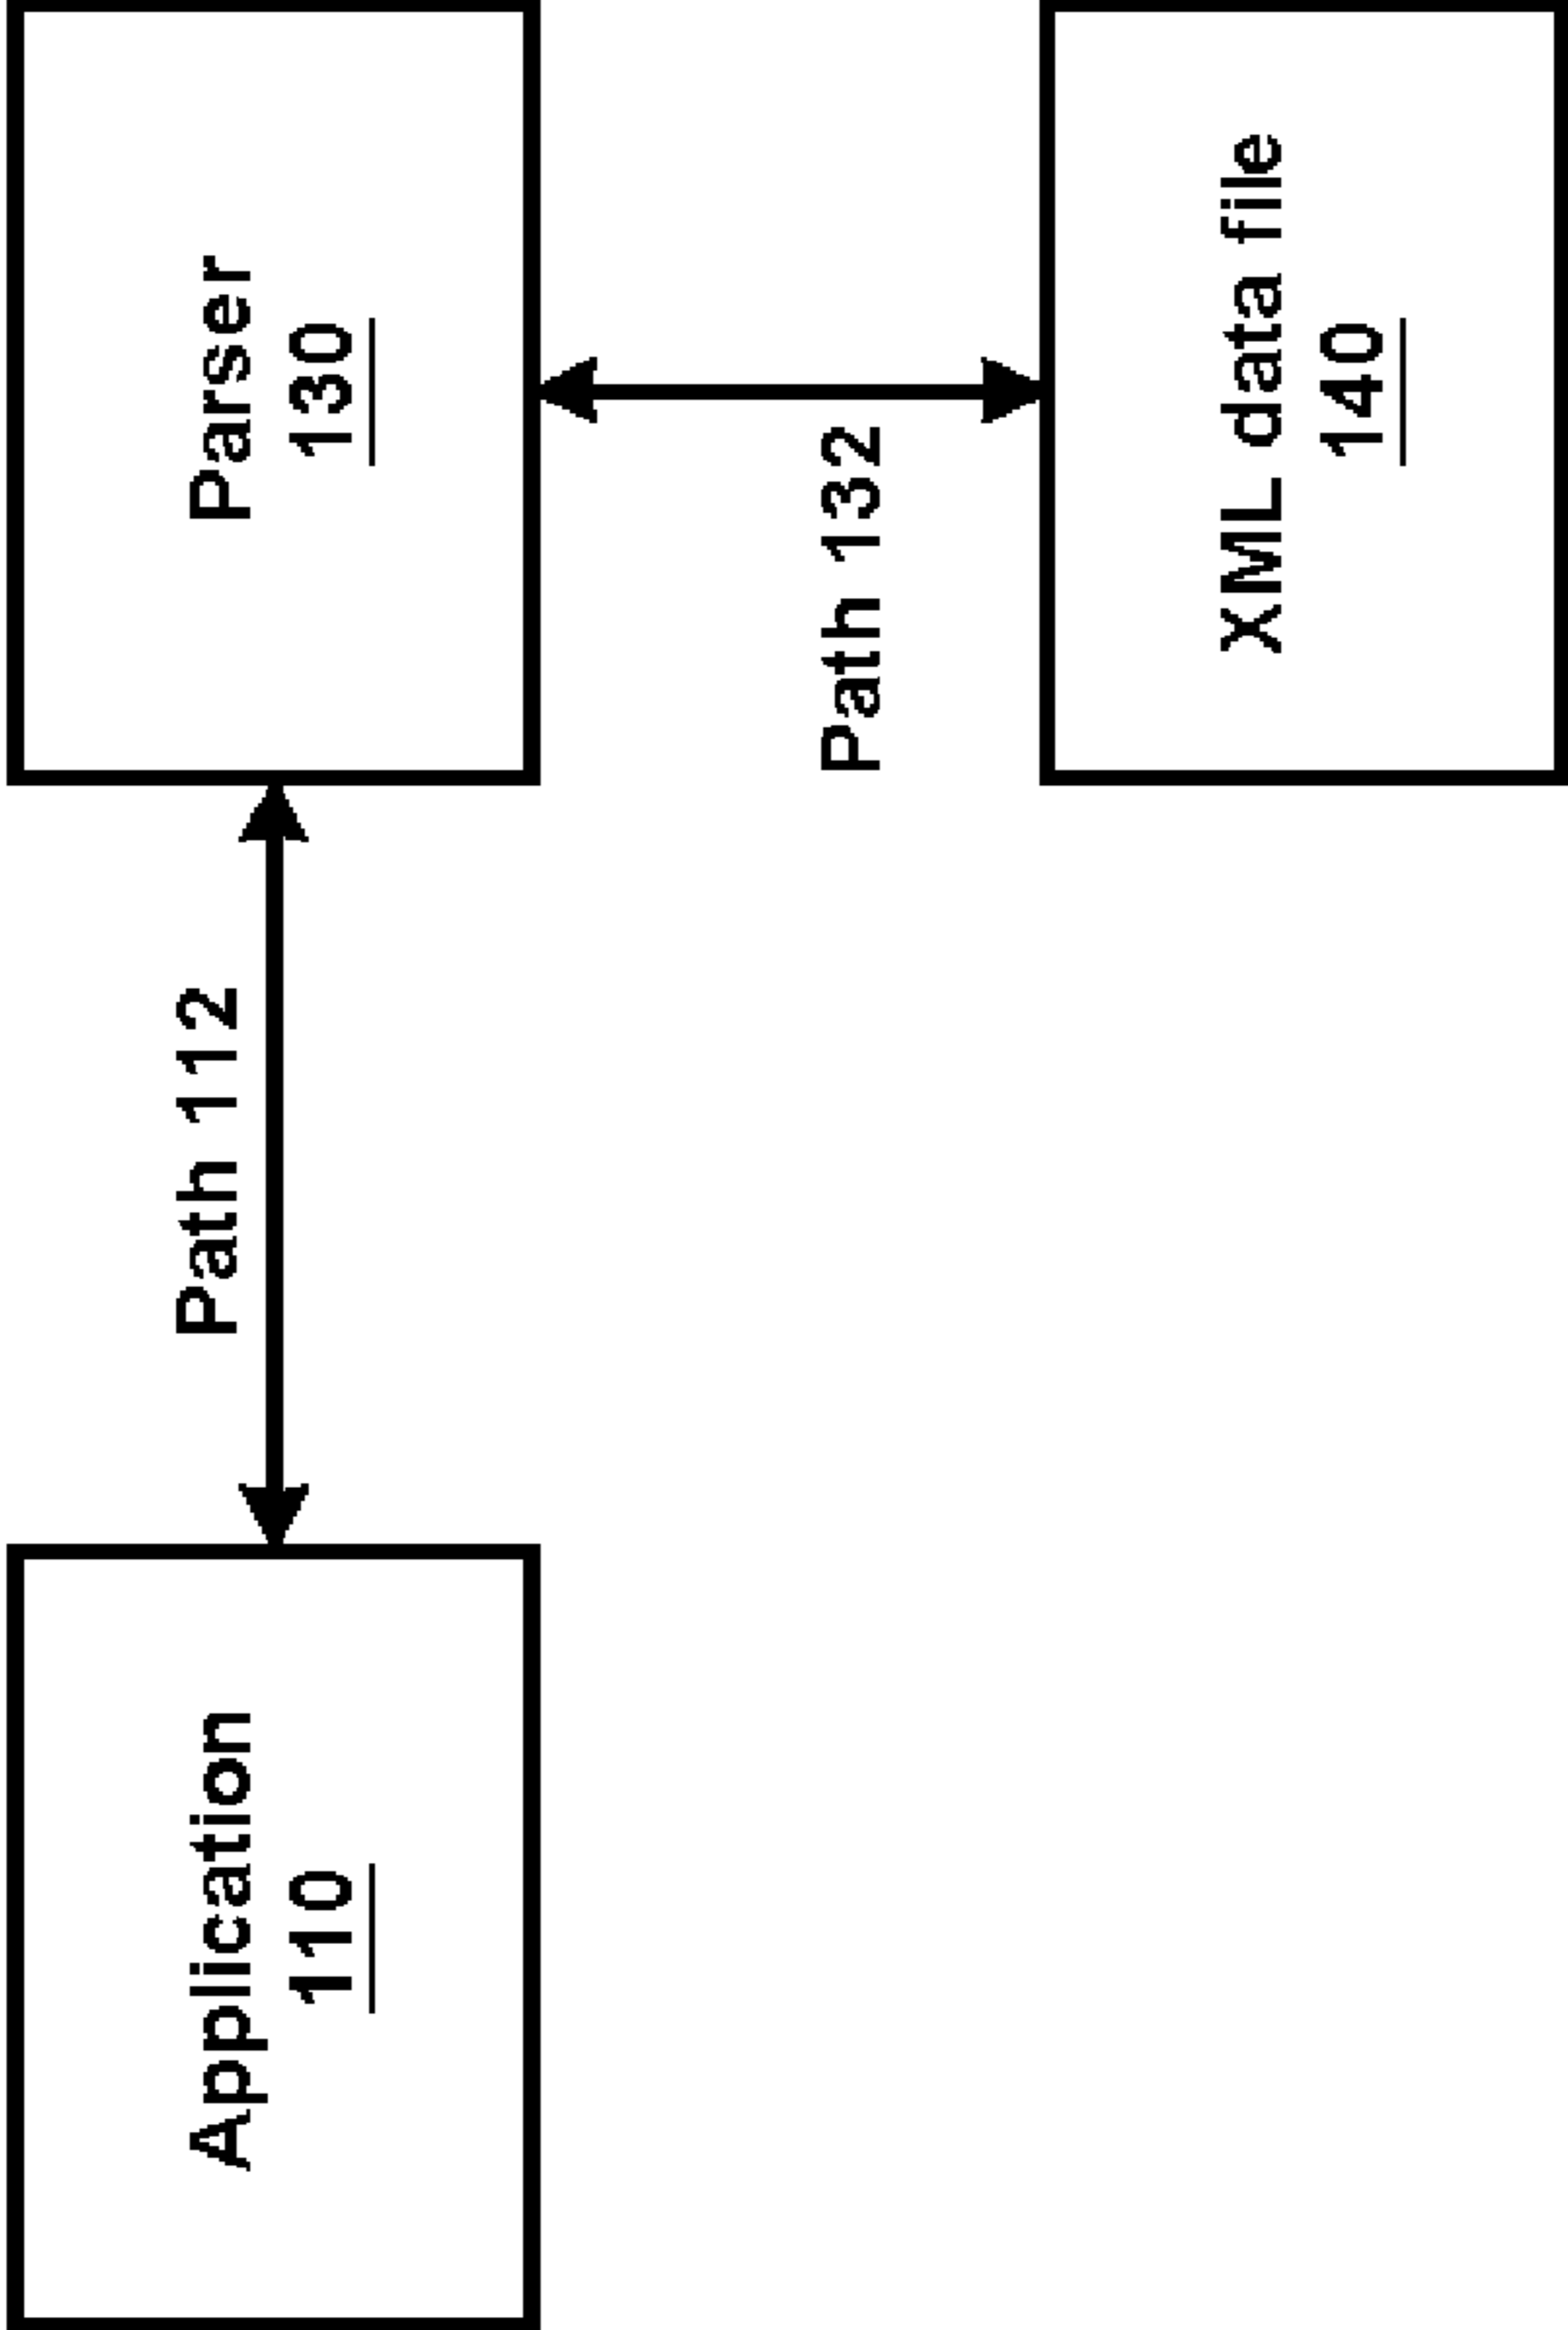 Application
110
Path 112
Parser
130
Path 132
XML data file
140